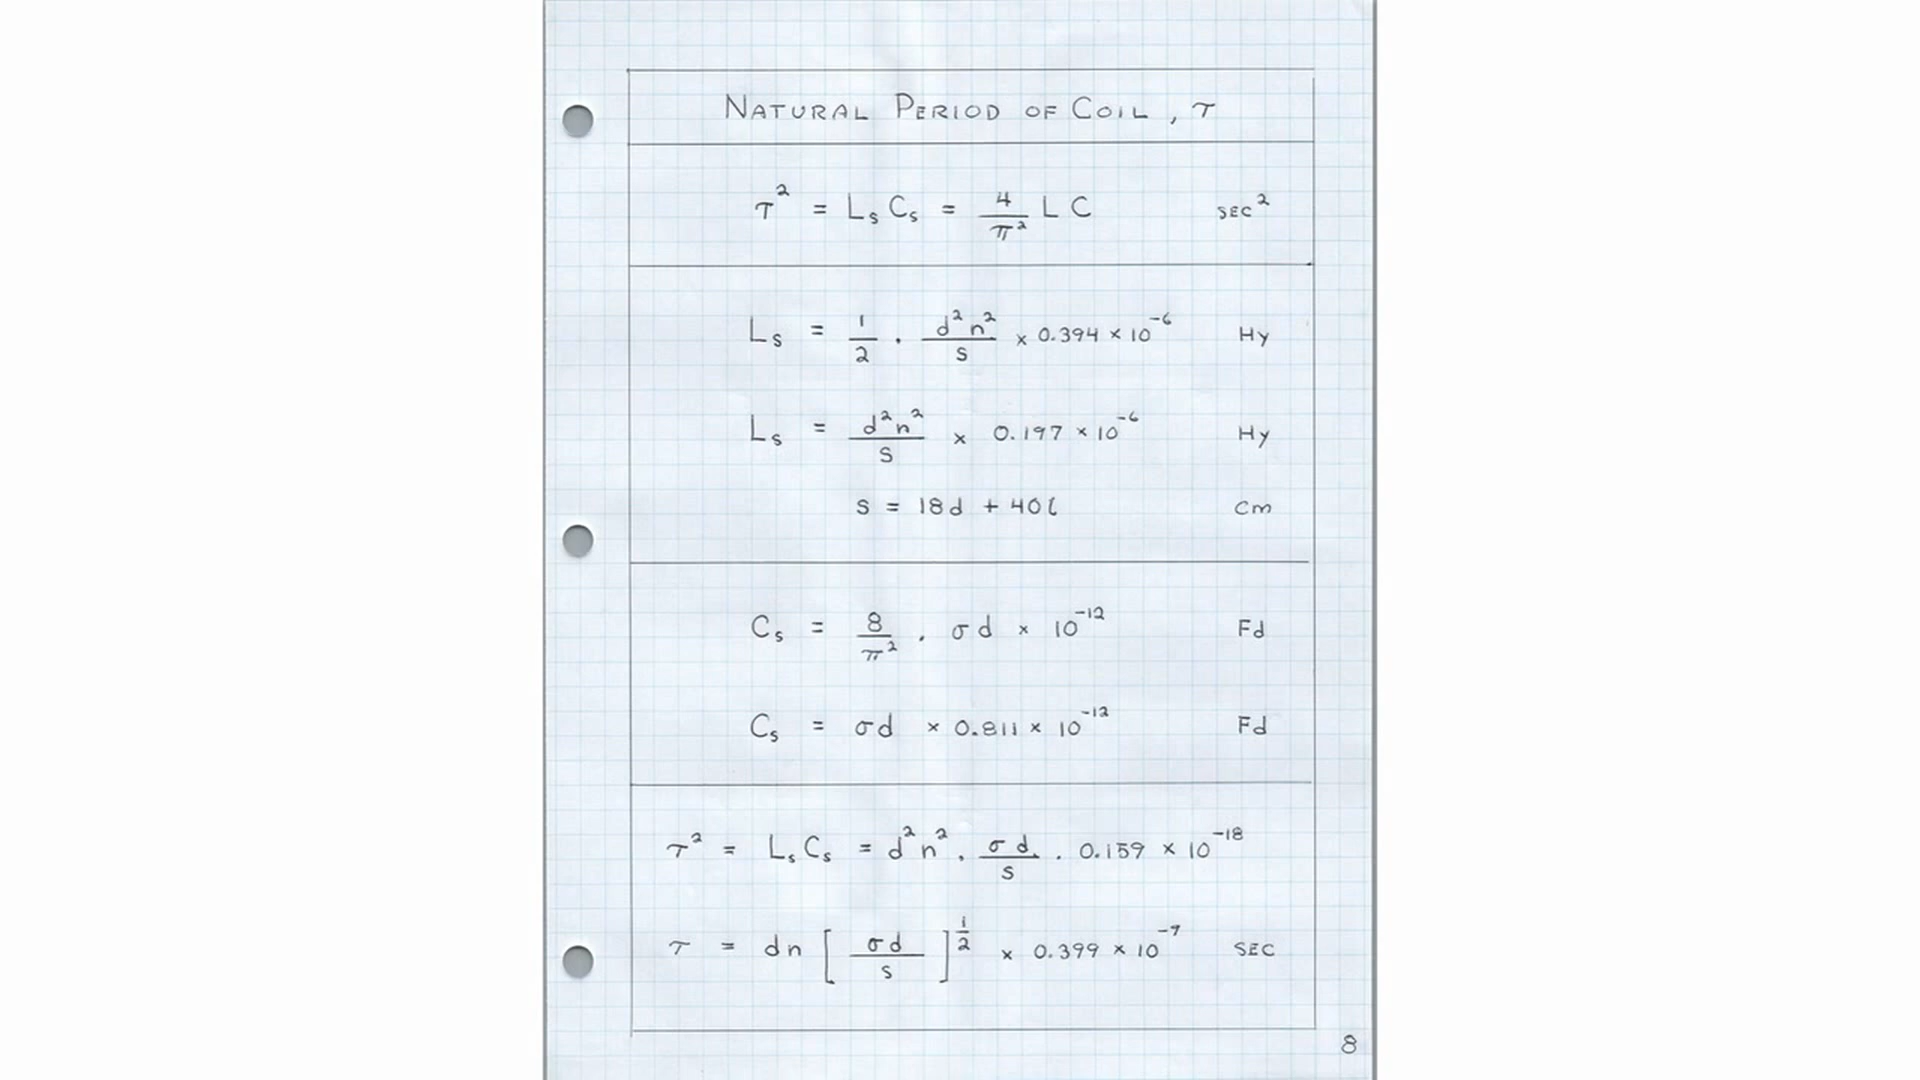 NATURAL PERIOD OF COIL, τ
τ² = Lₛ Cₛ = 4/π² L C SEC²
Lₛ = 1/2 · d²n²/s × 0.394 × 10⁻⁶ Hy
Lₛ = d²n²/s × 0.197 × 10⁻⁶ Hy
s = 18d + 40l cm
Cₛ = 8/π² · σd × 10⁻¹² Fd
Cₛ = σd × 0.811 × 10⁻¹² Fd
τ² = LₛCₛ = d²n² · σd/s · 0.159 × 10⁻¹⁸
τ = dn [σd/s]^(1/2) × 0.399 × 10⁻⁹ SEC
8